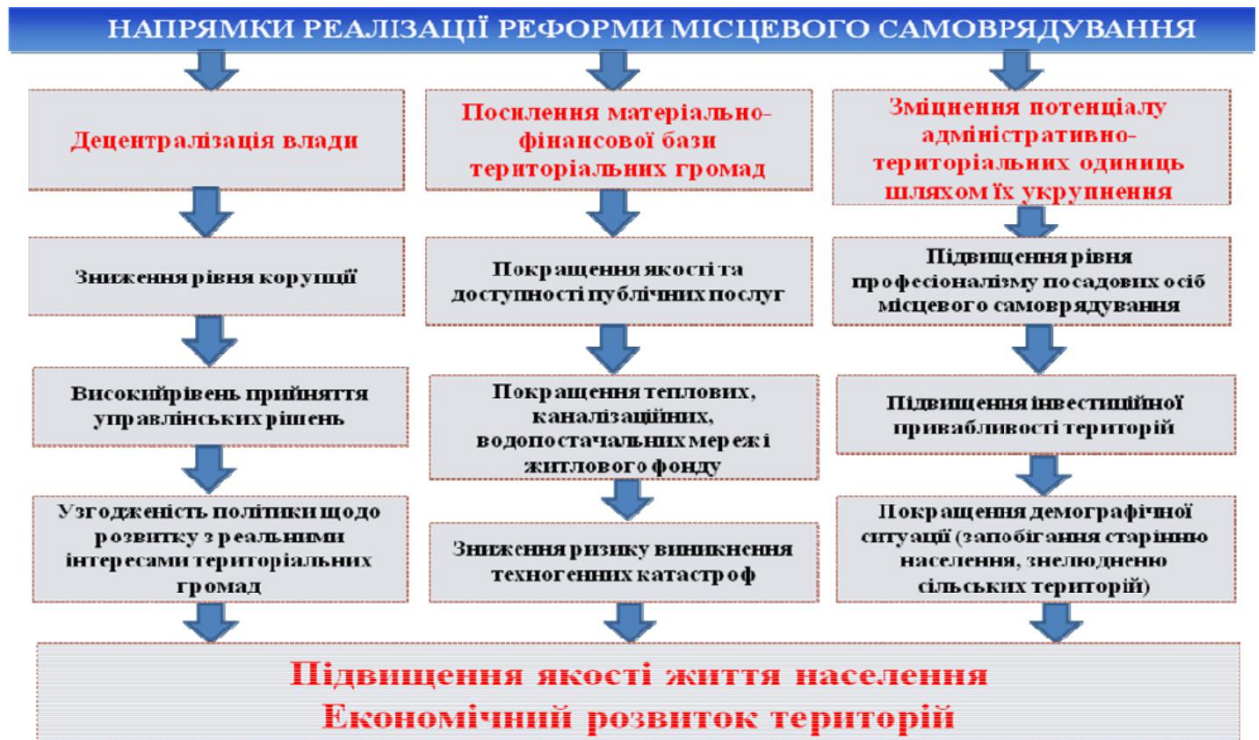 НАПРЯМКИ РЕАЛІЗАЦІЇ РЕФОРМИ МІСЦЕВОГО САМОВРЯДУВАННЯ
Децентралізація влади
Зниження рівня корупції
Високийрівень прийняття
управлінських рішень
Узгодженість політики щодо
розвитку з реальними
інтересами територіальних
громад
Посилення матеріально-
фінансової бази
територіальних громад
Покращення якості та
доступності публічних послуг
Покращення теплових,
каналізаційних,
водопостачальних мереж і
житлового фонду
Зниження ризику виникнення
техногенних катастроф
Зміцнення потенціалу
адміністративно-
територіальних одиниць
шляхом їх укрупнення
Підвищення рівня
професіоналізму посадових осіб
місцевого самоврядування
Підвищення інвестиційної
привабливості територій
Покращення демографічної
ситуації (запобігання старінню
населення, знелюдненю
сільських територій)
Підвищення якості життя населення
Економічний розвиток територій